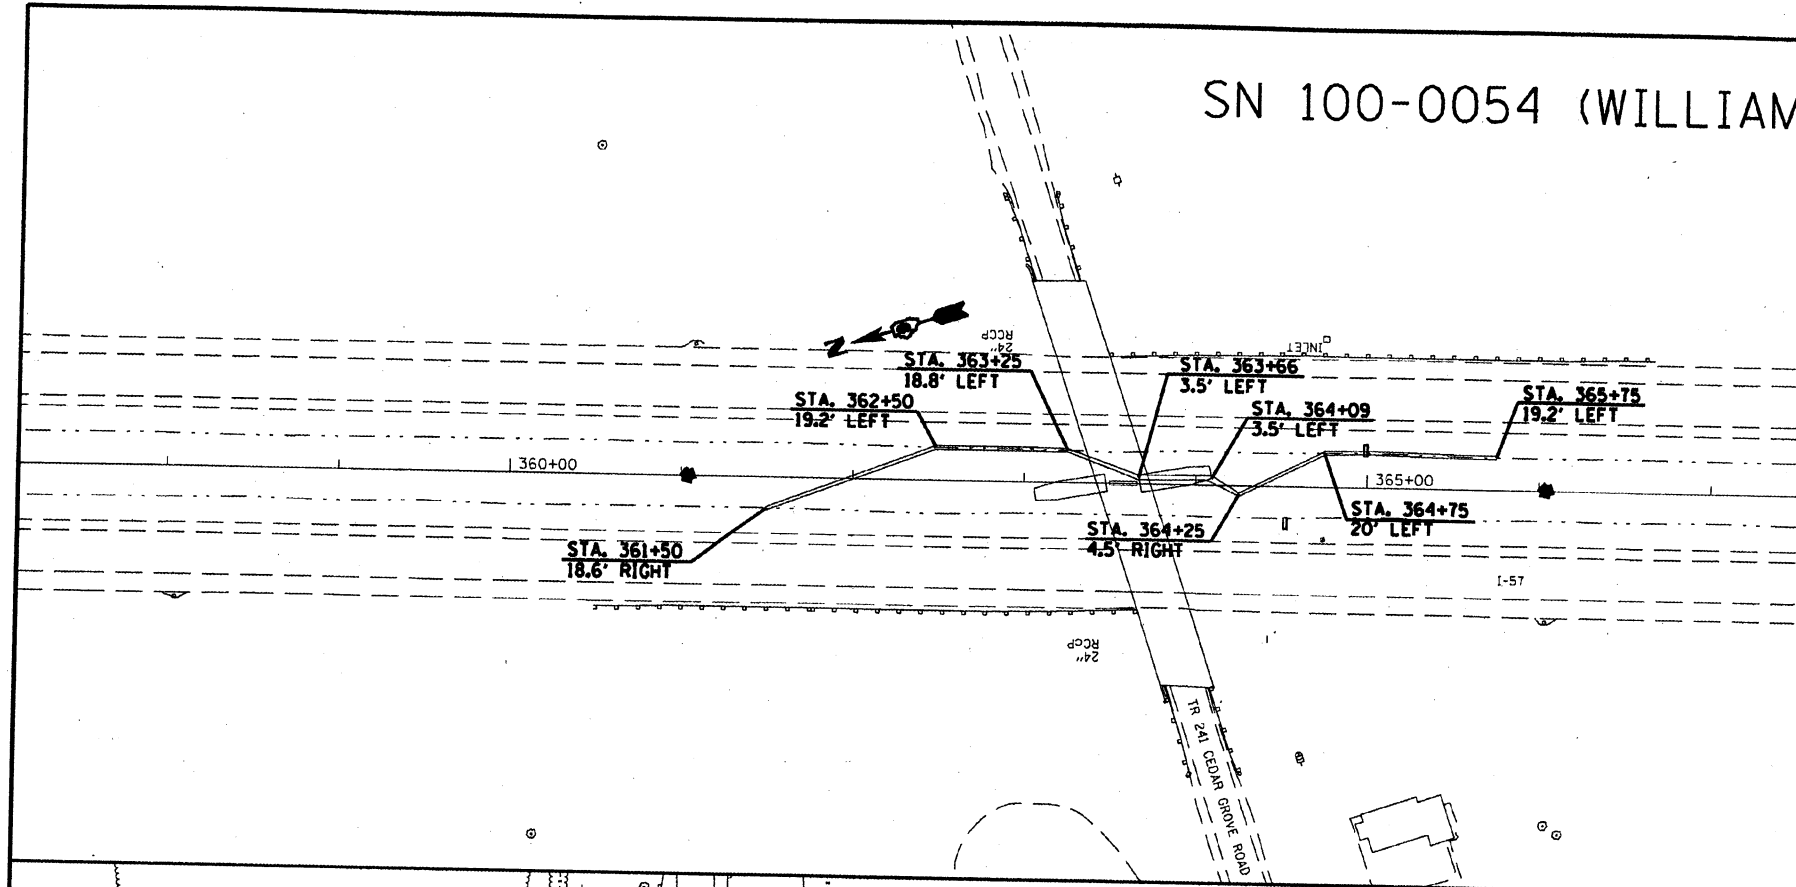 SN 100-0054 (WILLIAM
N
24"
RCCP
STA. 363+25
18.8' LEFT
STA. 363+66
3.5' LEFT
INLET
STA. 362+50
19.2' LEFT
STA. 364+09
3.5' LEFT
STA. 365+75
19.2' LEFT
360+00
365+00
STA. 361+50
18.6' RIGHT
STA. 364+25
4.5' RIGHT
STA. 364+75
20' LEFT
I-57
24"
RCCP
TR 241 CEDAR GROVE ROAD